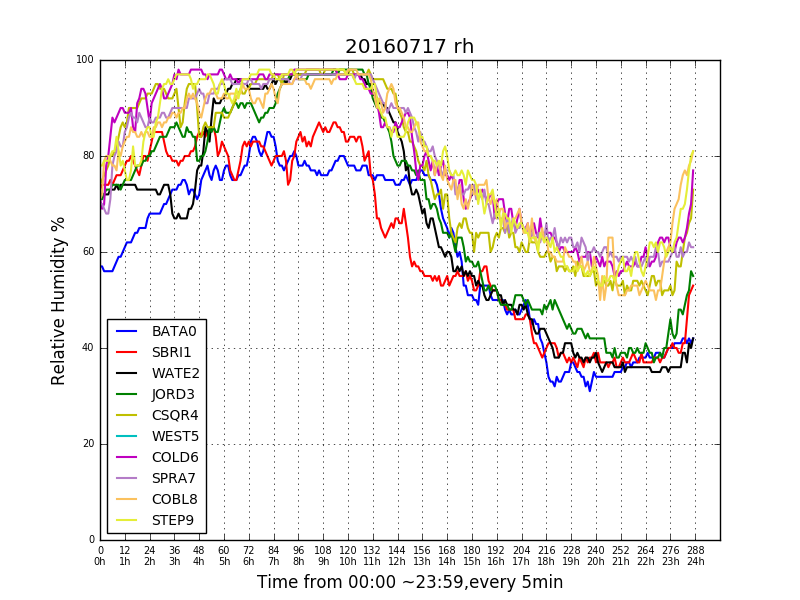 20160717 rh
100
80
60
40
20
0
Relative Humidity %
BATA0
SBRI1
WATE2
JORD3
CSQR4
WEST5
COLD6
SPRA7
COBL8
STEP9
0 12 24 36 48 60 72 84 96 108 120 132 144 156 168 180 192 204 216 228 240 252 264 276 288
0h 1h 2h 3h 4h 5h 6h 7h 8h 9h 10h 11h 12h 13h 14h 15h 16h 17h 18h 19h 20h 21h 22h 23h 24h
Time from 00:00 ~23:59,every 5min